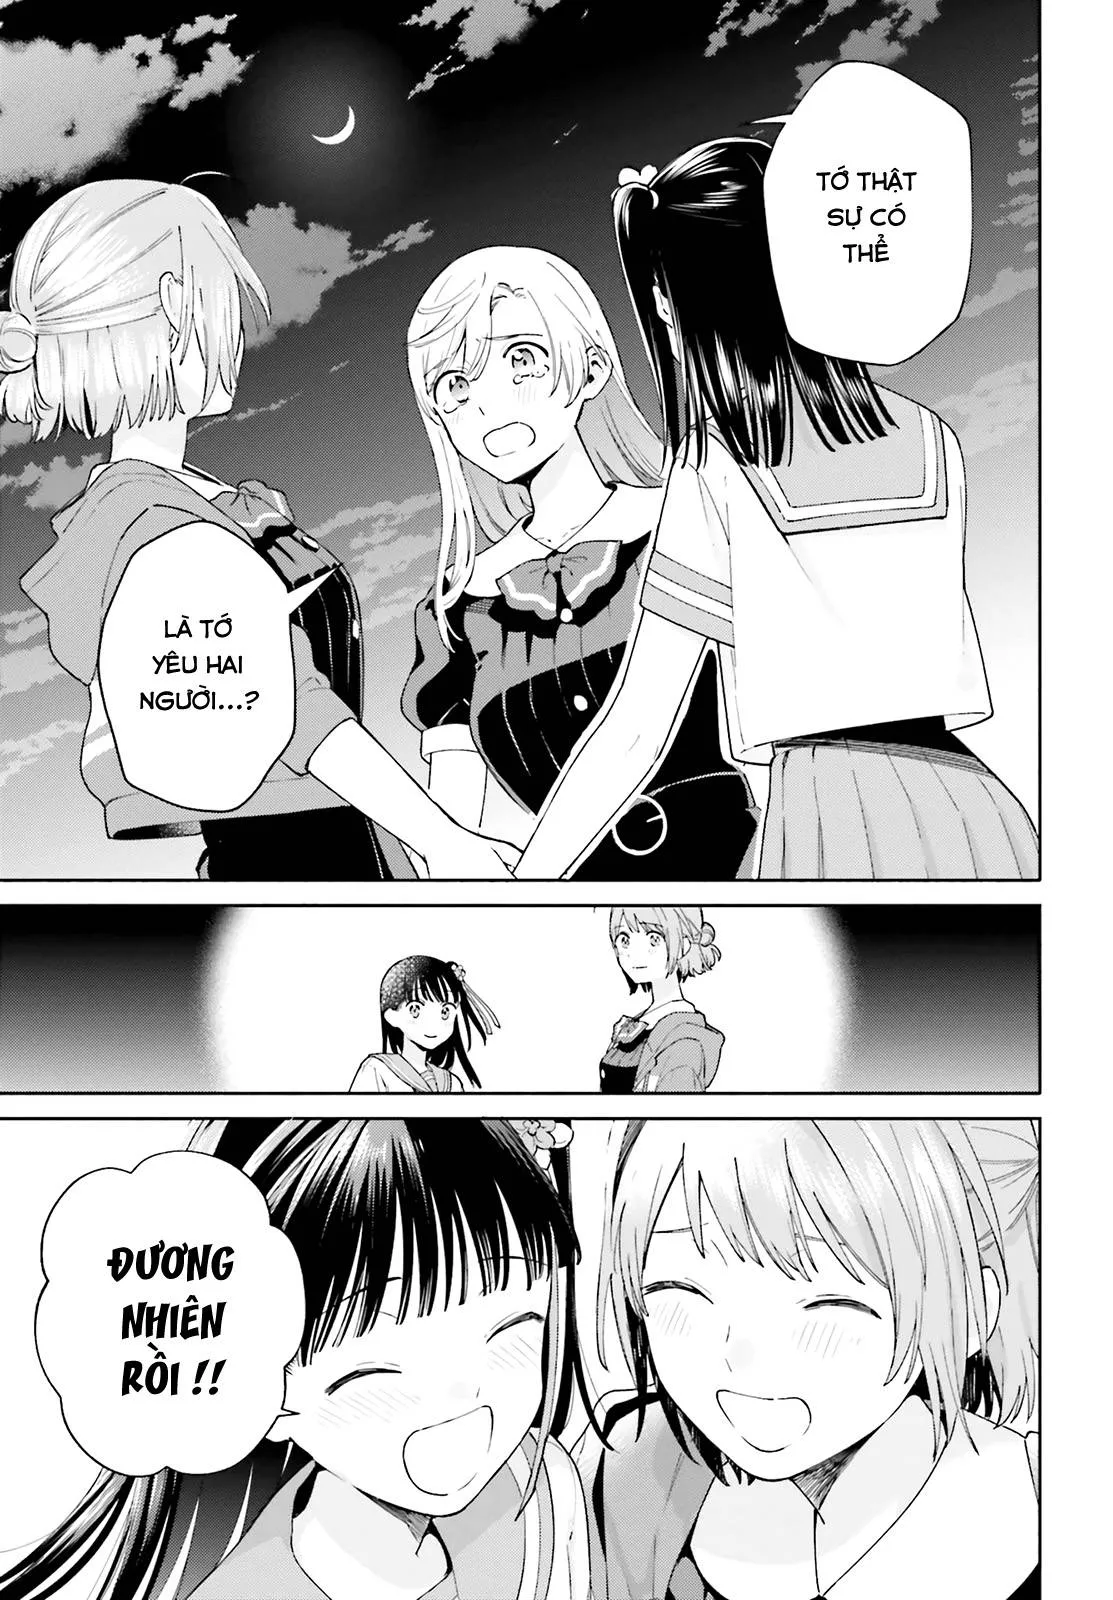 TỚ THẬT
SỰ CÓ
THỂ
LÀ TỚ
YÊU HAI
NGƯỜI...?
ĐƯƠNG
NHIÊN
RỒI !!